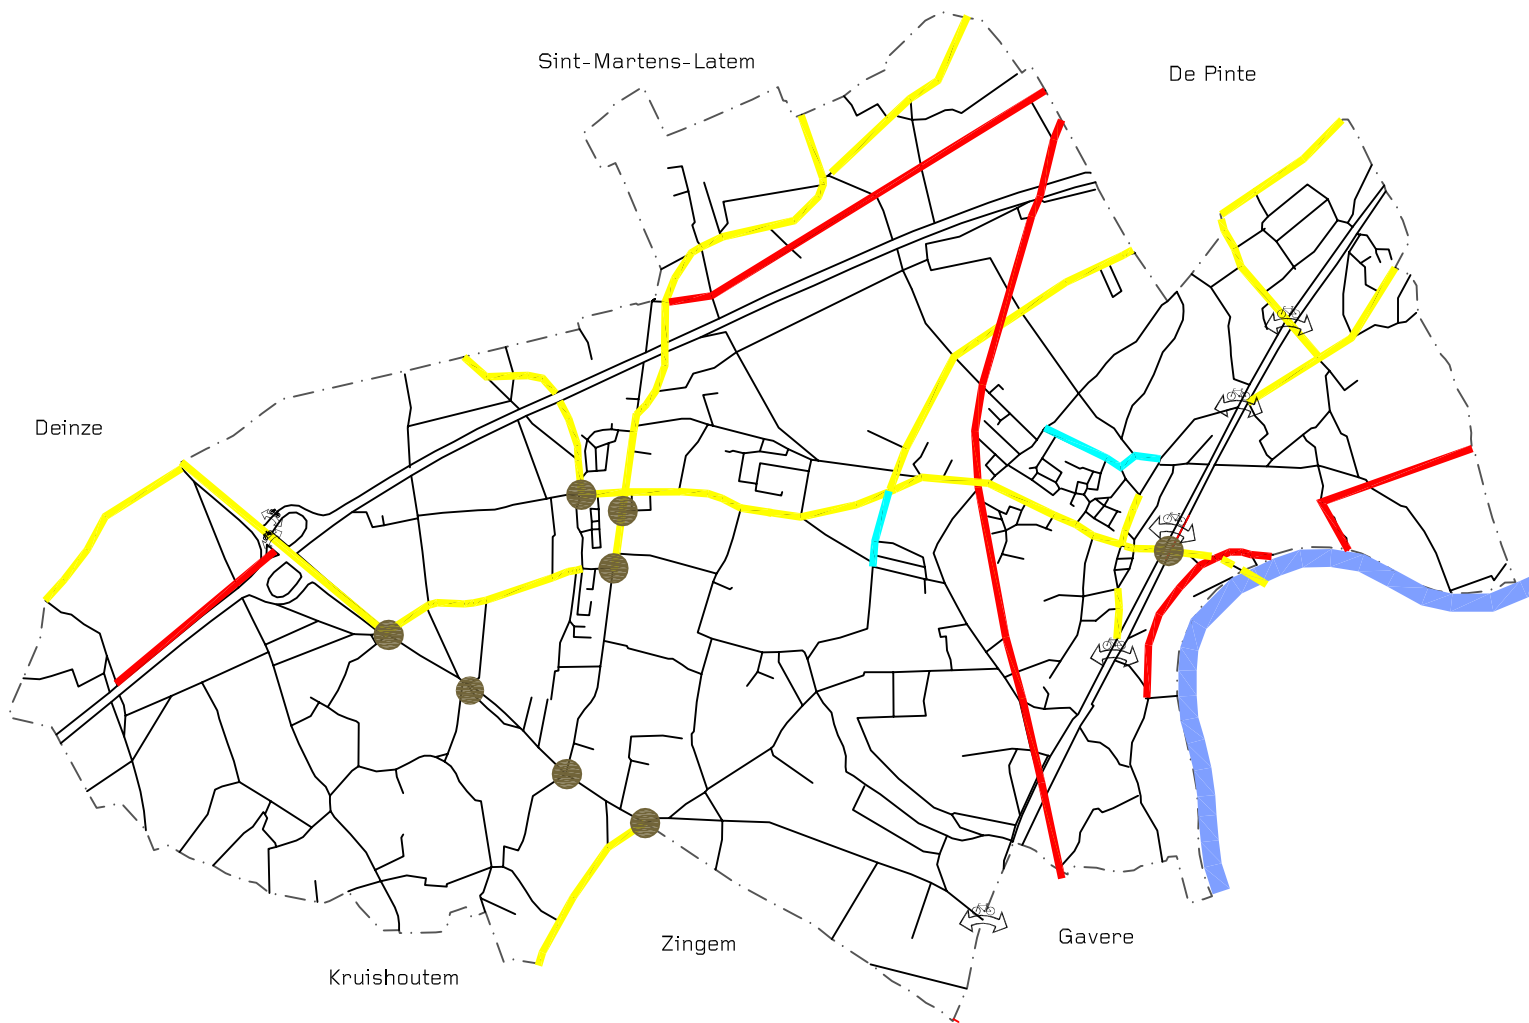 Sint-Martens-Latem
De Pinte
Deinze
Gavere
Zingem
Kruishoutem